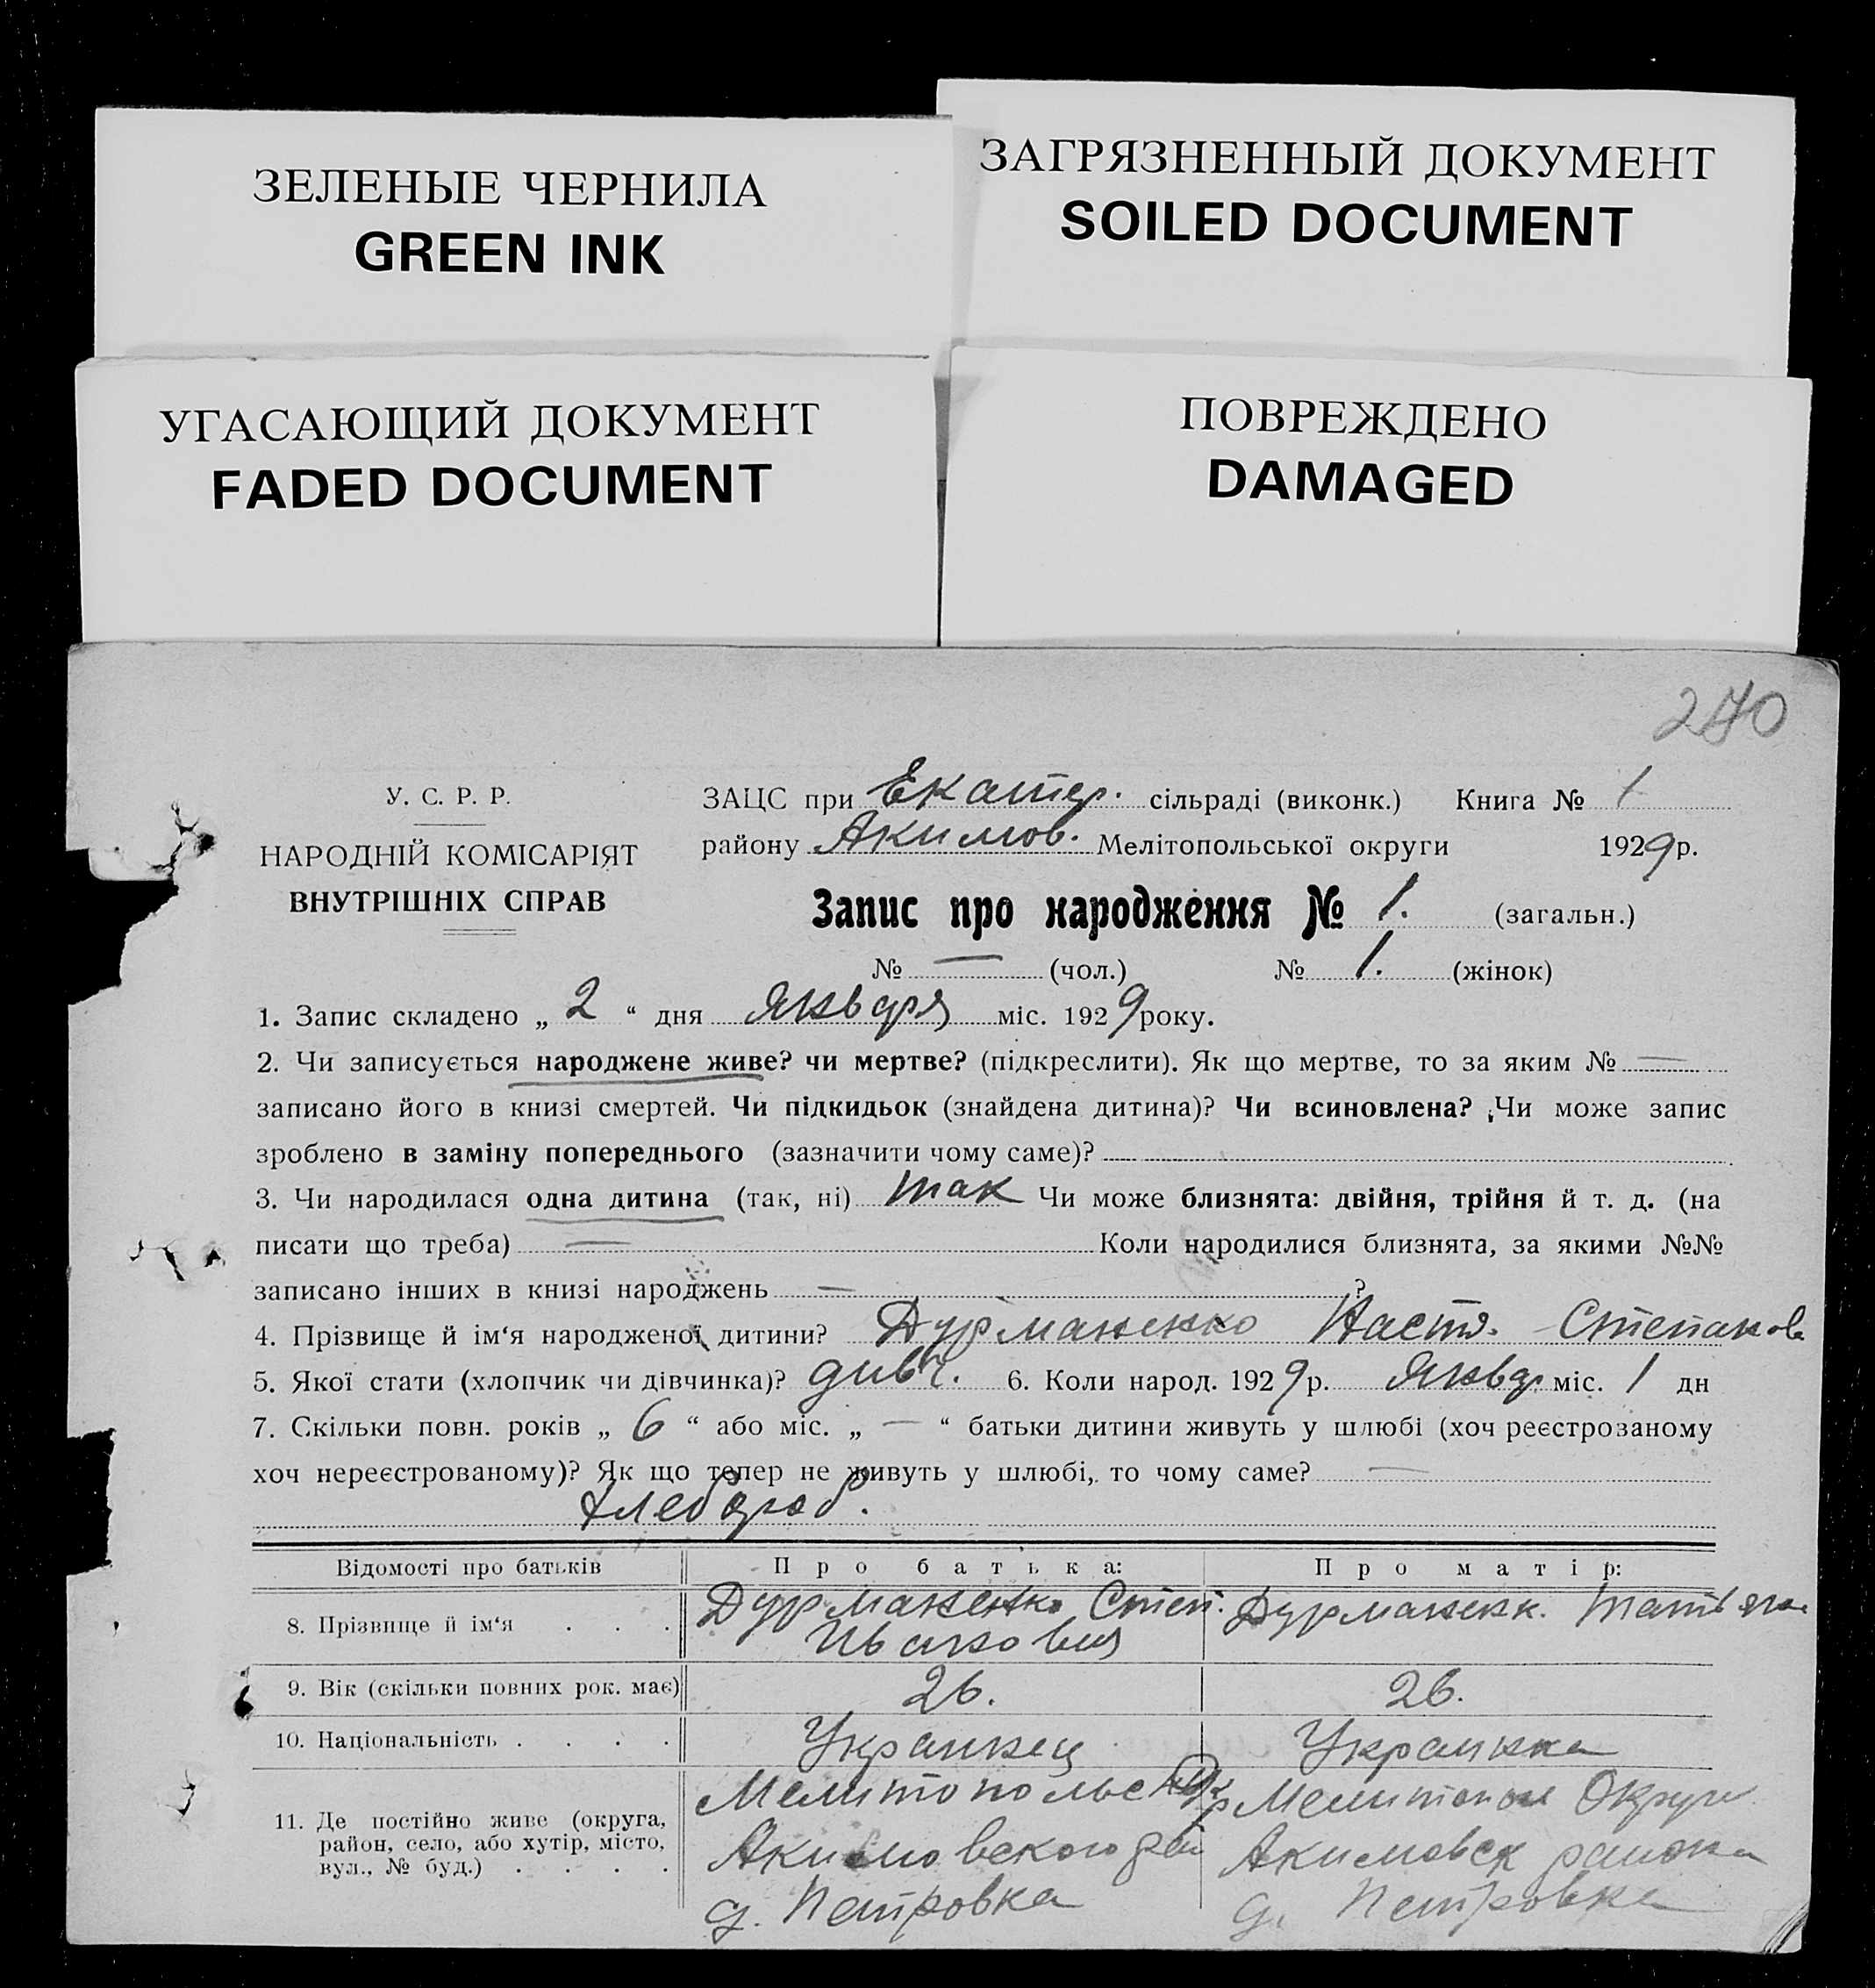 ЗЕЛЕНЫЕ ЧЕРНИЛА
GREEN INK
ЗАГРЯЗНЕННЫЙ ДОКУМЕНТ
SOILED DOCUMENT
УГАСАЮЩИЙ ДОКУМЕНТ
FADED DOCUMENT
ПОВРЕЖДЕНО
DAMAGED
У. С. Р. Р.
НАРОДНІЙ КОМІСАРІЯТ
ВНУТРІШНІХ СПРАВ
ЗАЦС при Екатер. сільраді (виконк.) Книга № 1
району Акимов. Мелітопольської округи 1929 р.
Запис про народження № 1. (загальн.)
№ — (чол.) № 1. (жінок)
1. Запис складено „ 2 “ дня Января міс. 1929 року.
2. Чи записується народжене живе? чи мертве? (підкреслити). Як що мертве, то за яким № —
записано його в книзі смертей. Чи підкидьок (знайдена дитина)? Чи всиновлена? Чи може запис
зроблено в заміну попереднього (зазначити чому саме)?
3. Чи народилася одна дитина (так, ні) так Чи може близнята: двійня, трійня й т. д. (на
писати що треба) — Коли народилися близнята, за якими №№
записано інших в книзі народжень — ?
4. Прізвище й ім‘я народженої дитини? Дурманенко Настя. Степанов
5. Якої стати (хлопчик чи дівчинка)? дивч. 6. Коли народ. 1929 р. Январ міс. 1 дн
7. Скільки повн. років „ 6 “ або міс. „ — “ батьки дитини живуть у шлюбі (хоч реєстрозаному
хоч нереєстрованому)? Як що тепер не живуть у шлюбі, то чому саме? —
Хлебороб.
Відомості про батьків Про батька: Про матір:
8. Прізвище й ім‘я . . . Дурманенко Степ. Дурманенк. Татьяна
Иванович
9. Вік (скільки повних рок. має) 26. 26.
10. Національність . . . . Украинец Украинка
11. Де постійно живе (округа, район, село, або хутір, місто, вул., № буд.) . . . .
Мелитопольск Окр
Акимовского рай
д. Петровка
Мелитопол Округи
Акимовск района
д. Петровка